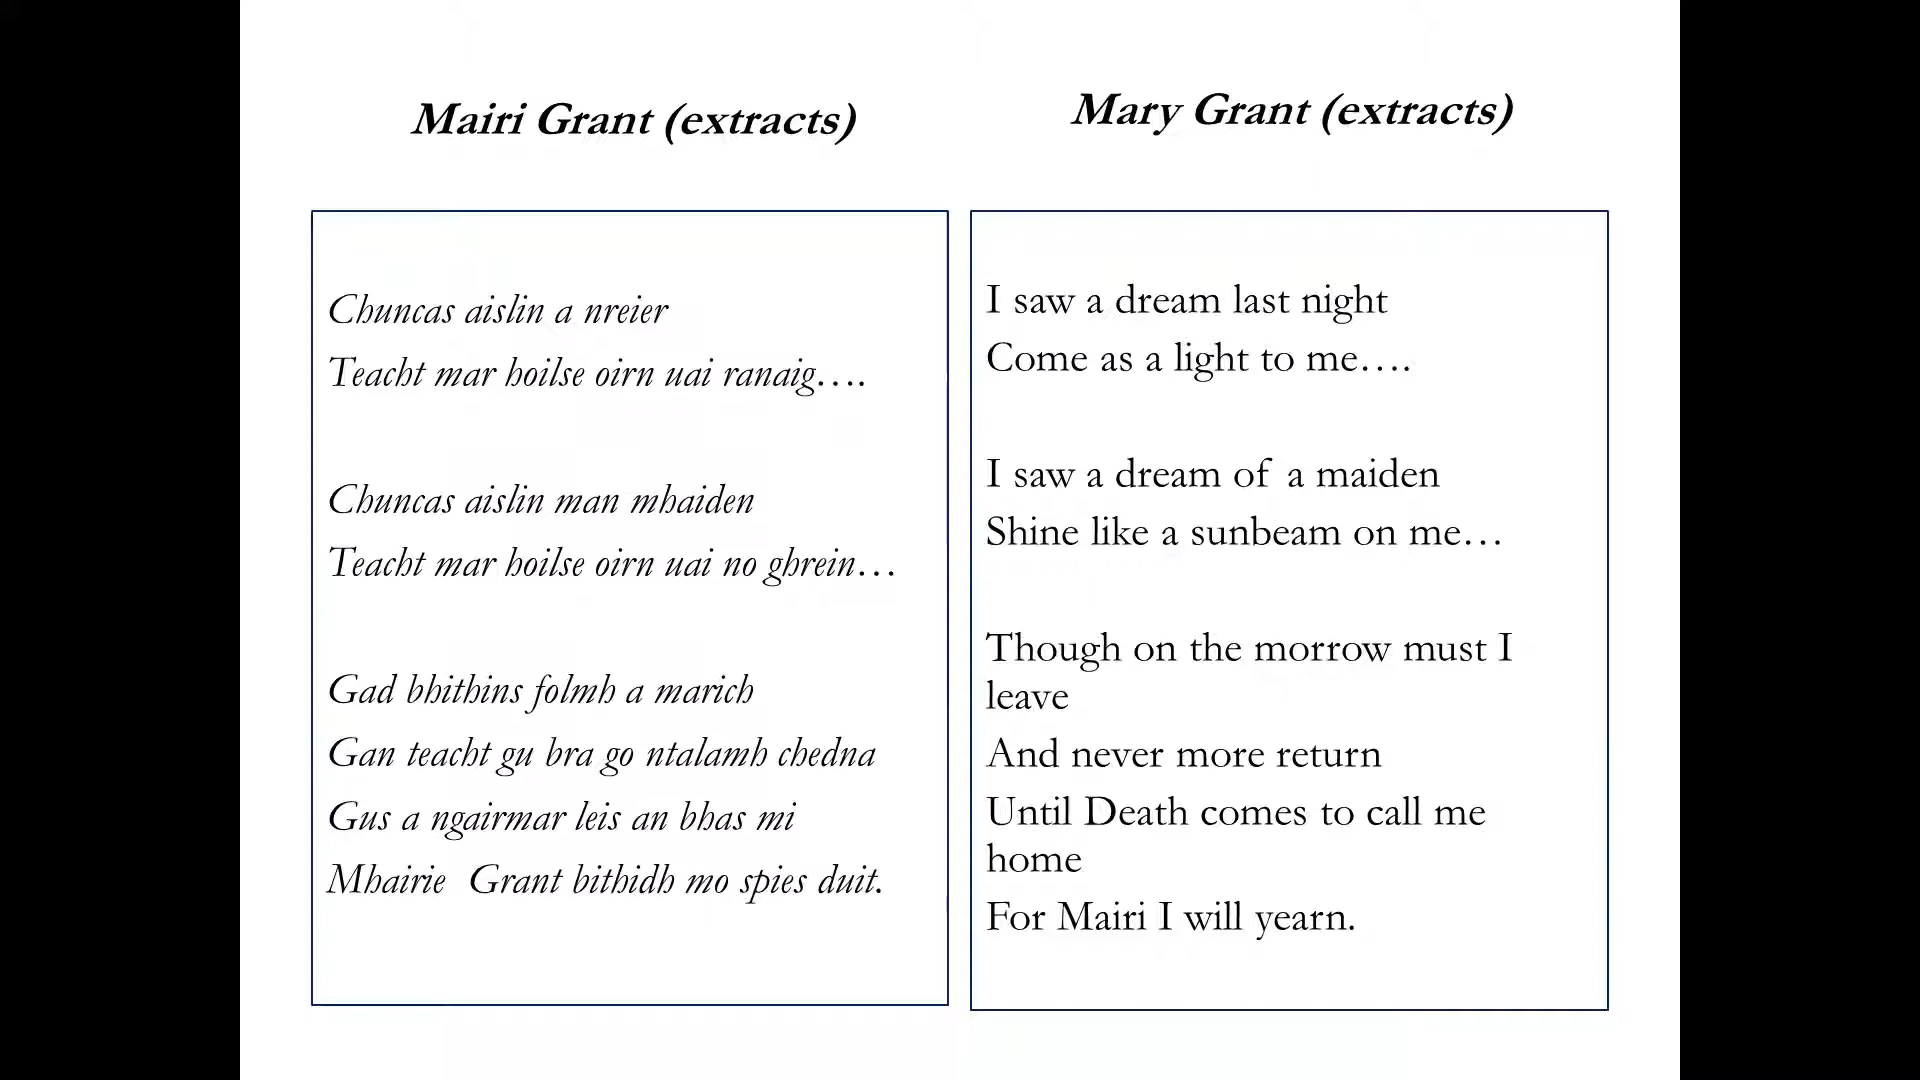 Mairi Grant (extracts)
Chuncas aislin a nreier
Teacht mar hoilse oirn uai ranaig….
Chuncas aislin man mhaiden
Teacht mar hoilse oirn uai no ghrein…
Gad bhithins folmh a marich
Gan teacht gu bra go ntalamh chedna
Gus a ngairmar leis an bhas mi
Mhairie Grant bithidh mo spies duit.
Mary Grant (extracts)
I saw a dream last night
Come as a light to me….
I saw a dream of a maiden
Shine like a sunbeam on me…
Though on the morrow must I
leave
And never more return
Until Death comes to call me
home
For Mairi I will yearn.